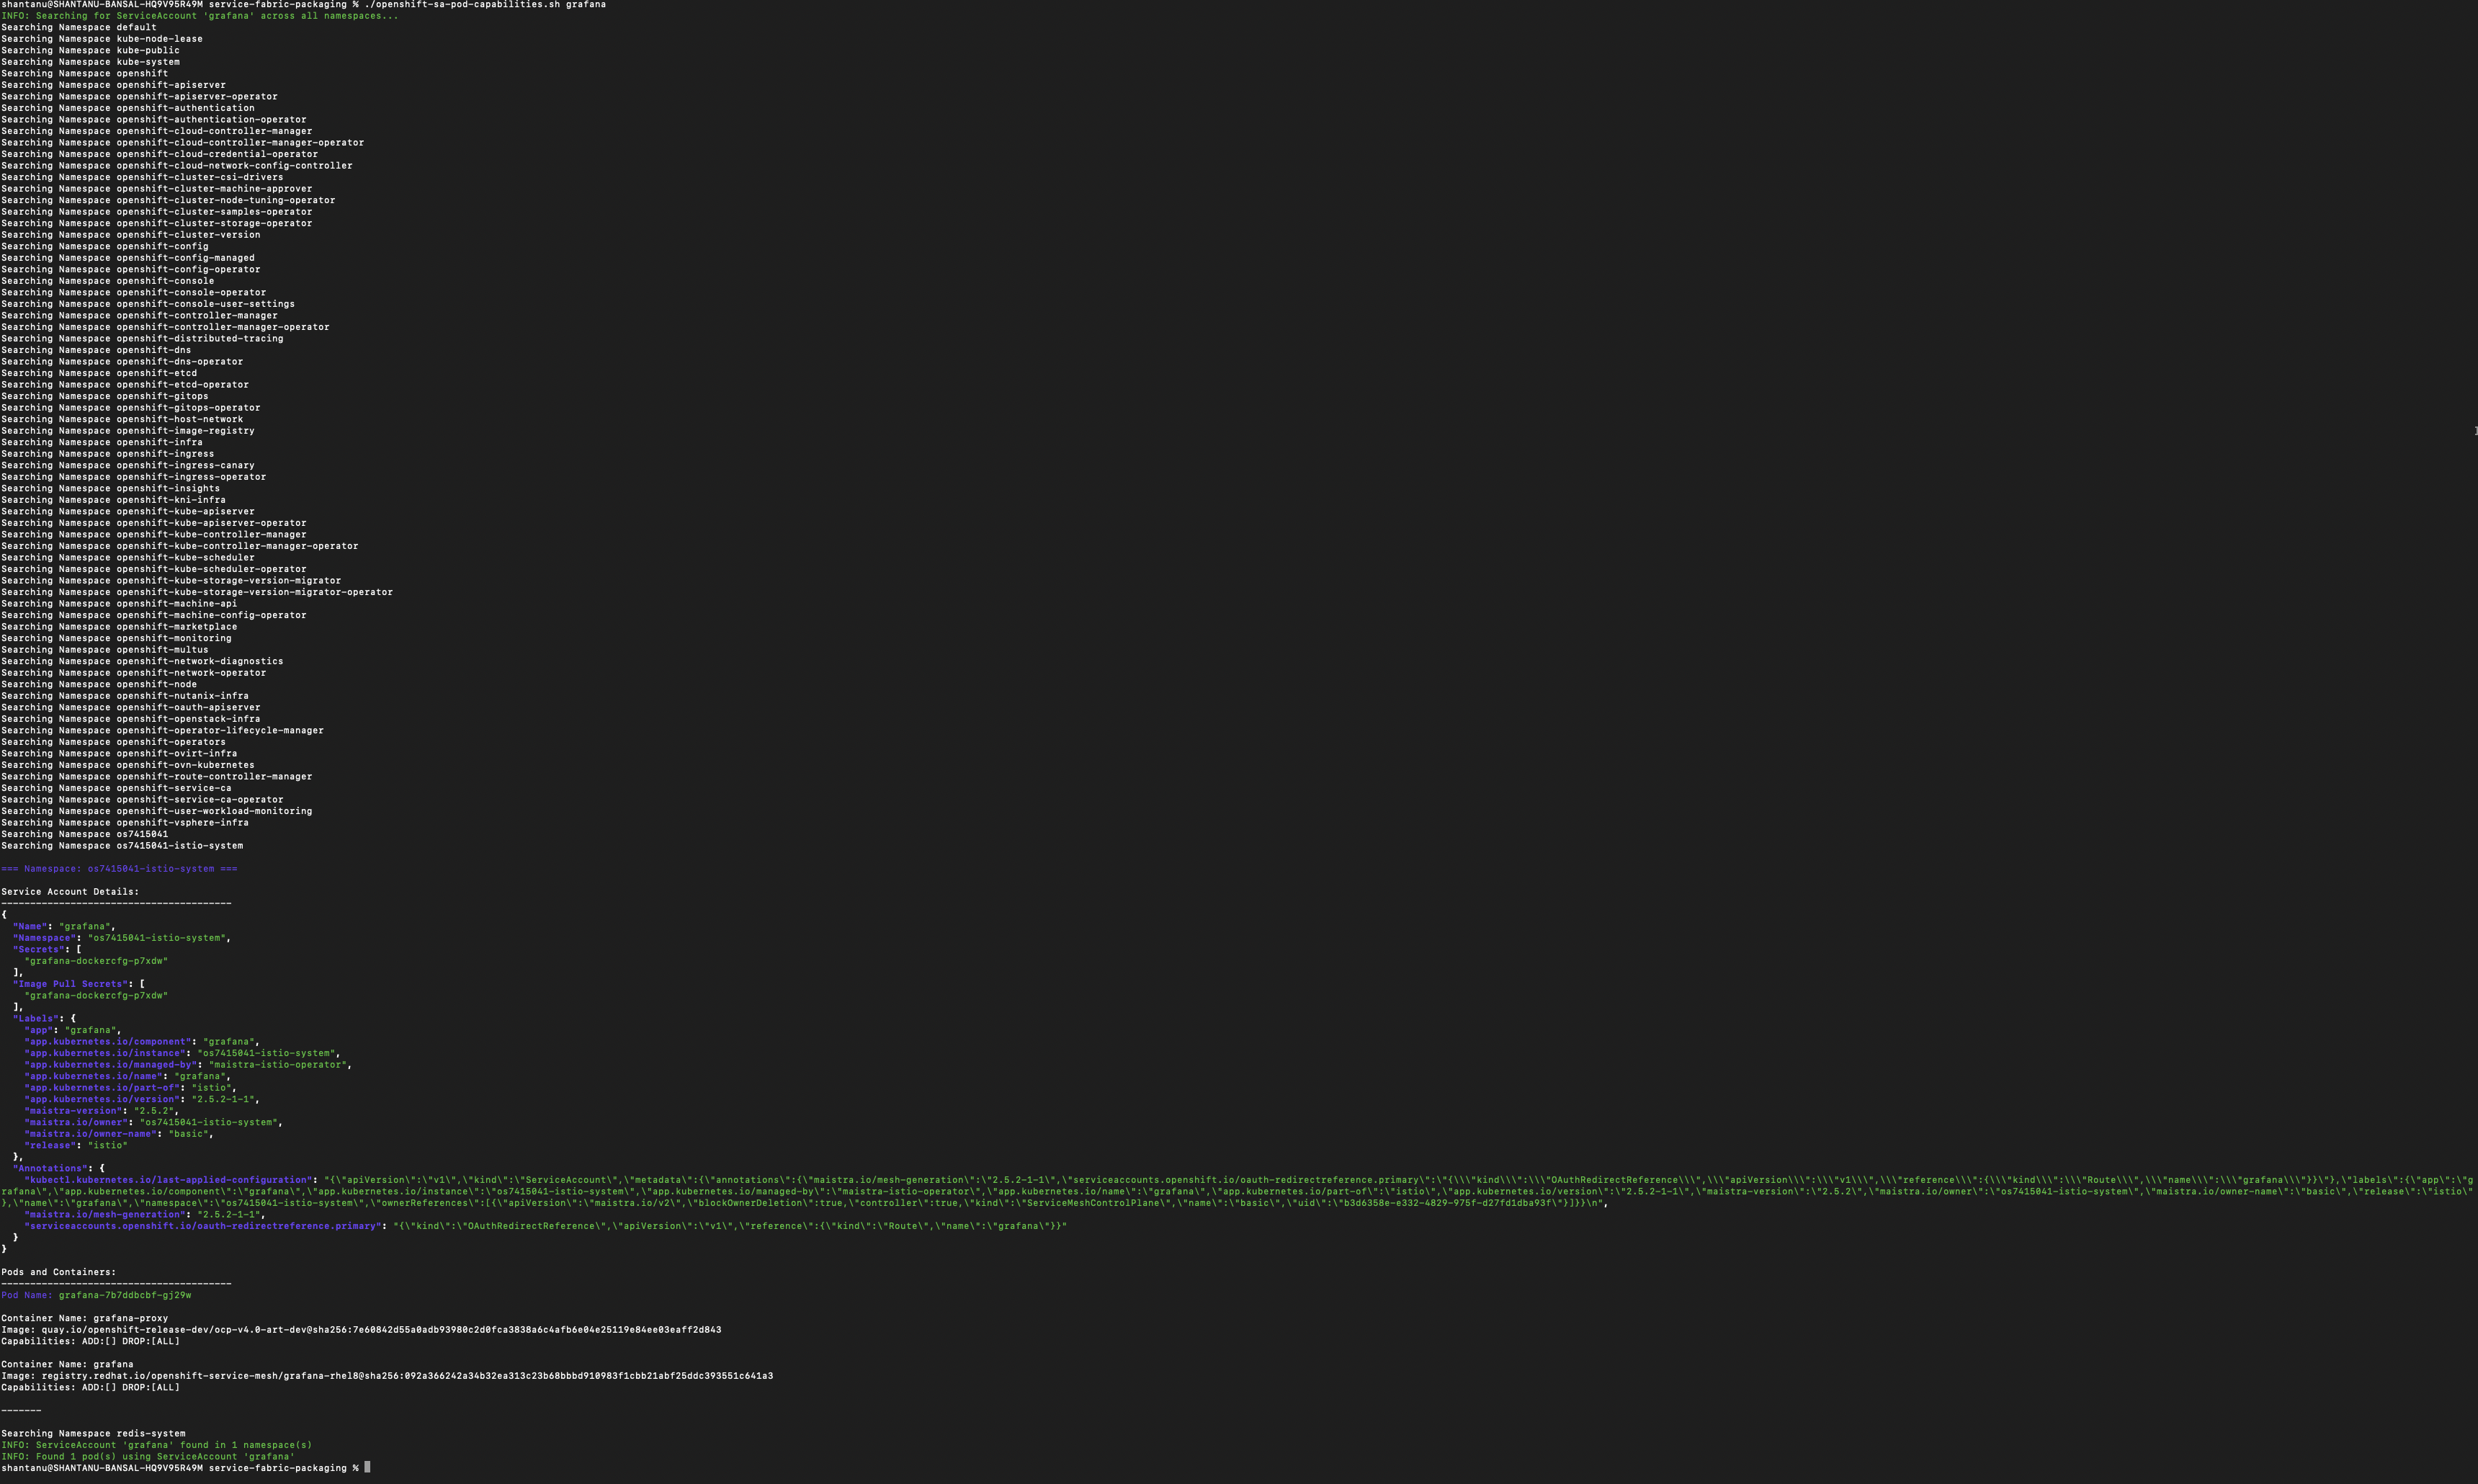 shantanu@SHANTANU-BANSAL-HQ9V95R49M service-fabric-packaging % ./openshift-sa-pod-capabilities.sh grafana
INFO: Searching for ServiceAccount 'grafana' across all namespaces...
Searching Namespace default
Searching Namespace kube-node-lease
Searching Namespace kube-public
Searching Namespace kube-system
Searching Namespace openshift
Searching Namespace openshift-apiserver
Searching Namespace openshift-apiserver-operator
Searching Namespace openshift-authentication
Searching Namespace openshift-authentication-operator
Searching Namespace openshift-cloud-controller-manager
Searching Namespace openshift-cloud-controller-manager-operator
Searching Namespace openshift-cloud-credential-operator
Searching Namespace openshift-cloud-network-config-controller
Searching Namespace openshift-cluster-csi-drivers
Searching Namespace openshift-cluster-machine-approver
Searching Namespace openshift-cluster-node-tuning-operator
Searching Namespace openshift-cluster-samples-operator
Searching Namespace openshift-cluster-storage-operator
Searching Namespace openshift-cluster-version
Searching Namespace openshift-config
Searching Namespace openshift-config-managed
Searching Namespace openshift-config-operator
Searching Namespace openshift-console
Searching Namespace openshift-console-operator
Searching Namespace openshift-console-user-settings
Searching Namespace openshift-controller-manager
Searching Namespace openshift-controller-manager-operator
Searching Namespace openshift-distributed-tracing
Searching Namespace openshift-dns
Searching Namespace openshift-dns-operator
Searching Namespace openshift-etcd
Searching Namespace openshift-etcd-operator
Searching Namespace openshift-gitops
Searching Namespace openshift-gitops-operator
Searching Namespace openshift-host-network
Searching Namespace openshift-image-registry
Searching Namespace openshift-infra
Searching Namespace openshift-ingress
Searching Namespace openshift-ingress-canary
Searching Namespace openshift-ingress-operator
Searching Namespace openshift-insights
Searching Namespace openshift-kni-infra
Searching Namespace openshift-kube-apiserver
Searching Namespace openshift-kube-apiserver-operator
Searching Namespace openshift-kube-controller-manager
Searching Namespace openshift-kube-controller-manager-operator
Searching Namespace openshift-kube-scheduler
Searching Namespace openshift-kube-scheduler-operator
Searching Namespace openshift-kube-storage-version-migrator
Searching Namespace openshift-kube-storage-version-migrator-operator
Searching Namespace openshift-machine-api
Searching Namespace openshift-machine-config-operator
Searching Namespace openshift-marketplace
Searching Namespace openshift-monitoring
Searching Namespace openshift-multus
Searching Namespace openshift-network-diagnostics
Searching Namespace openshift-network-operator
Searching Namespace openshift-node
Searching Namespace openshift-nutanix-infra
Searching Namespace openshift-oauth-apiserver
Searching Namespace openshift-openstack-infra
Searching Namespace openshift-operator-lifecycle-manager
Searching Namespace openshift-operators
Searching Namespace openshift-ovirt-infra
Searching Namespace openshift-ovn-kubernetes
Searching Namespace openshift-route-controller-manager
Searching Namespace openshift-service-ca
Searching Namespace openshift-service-ca-operator
Searching Namespace openshift-user-workload-monitoring
Searching Namespace openshift-vsphere-infra
Searching Namespace os7415041
Searching Namespace os7415041-istio-system
=== Namespace: os7415041-istio-system ===
Service Account Details:
----------------------------------------
{
  "Name": "grafana",
  "Namespace": "os7415041-istio-system",
  "Secrets": [
    "grafana-dockercfg-p7xdw"
  ],
  "Image Pull Secrets": [
    "grafana-dockercfg-p7xdw"
  ],
  "Labels": {
    "app": "grafana",
    "app.kubernetes.io/component": "grafana",
    "app.kubernetes.io/instance": "os7415041-istio-system",
    "app.kubernetes.io/managed-by": "maistra-istio-operator",
    "app.kubernetes.io/name": "grafana",
    "app.kubernetes.io/part-of": "istio",
    "app.kubernetes.io/version": "2.5.2-1-1",
    "maistra-version": "2.5.2",
    "maistra.io/owner": "os7415041-istio-system",
    "maistra.io/owner-name": "basic",
    "release": "istio"
  },
  "Annotations": {
    "kubectl.kubernetes.io/last-applied-configuration": "{\"apiVersion\":\"v1\",\"kind\":\"ServiceAccount\",\"metadata\":{\"annotations\":{\"maistra.io/mesh-generation\":\"2.5.2-1-1\",\"serviceaccounts.openshift.io/oauth-redirectreference.primary\":\"{\\\"kind\\\":\\\"OAuthRedirectReference\\\",\\\"apiVersion\\\":\\\"v1\\\",\\\"reference\\\":{\\\"kind\\\":\\\"Route\\\",\\\"name\\\":\\\"grafana\\\"}}\"},\"labels\":{\"app\":\"g
rafana\",\"app.kubernetes.io/component\":\"grafana\",\"app.kubernetes.io/instance\":\"os7415041-istio-system\",\"app.kubernetes.io/managed-by\":\"maistra-istio-operator\",\"app.kubernetes.io/name\":\"grafana\",\"app.kubernetes.io/part-of\":\"istio\",\"app.kubernetes.io/version\":\"2.5.2-1-1\",\"maistra-version\":\"2.5.2\",\"maistra.io/owner\":\"os7415041-istio-system\",\"maistra.io/owner-name\":\"basic\",\"release\":\"istio\"
},\"name\":\"grafana\",\"namespace\":\"os7415041-istio-system\",\"ownerReferences\":[{\"apiVersion\":\"maistra.io/v2\",\"blockOwnerDeletion\":true,\"controller\":true,\"kind\":\"ServiceMeshControlPlane\",\"name\":\"basic\",\"uid\":\"b3d6358e-e332-4829-975f-d27fd1dba93f\"}]}}\n",
    "maistra.io/mesh-generation": "2.5.2-1-1",
    "serviceaccounts.openshift.io/oauth-redirectreference.primary": "{\"kind\":\"OAuthRedirectReference\",\"apiVersion\":\"v1\",\"reference\":{\"kind\":\"Route\",\"name\":\"grafana\"}}"
  }
}
Pods and Containers:
----------------------------------------
Pod Name: grafana-7b7ddbcbf-gj29w
Container Name: grafana-proxy
Image: quay.io/openshift-release-dev/ocp-v4.0-art-dev@sha256:7e60842d55a0adb93980c2d0fca3838a6c4afb6e04e25119e84ee03eaff2d843
Capabilities: ADD:[] DROP:[ALL]
Container Name: grafana
Image: registry.redhat.io/openshift-service-mesh/grafana-rhel8@sha256:092a366242a34b32ea313c23b68bbbd910983f1cbb21abf25ddc393551c641a3
Capabilities: ADD:[] DROP:[ALL]
-------
Searching Namespace redis-system
INFO: ServiceAccount 'grafana' found in 1 namespace(s)
INFO: Found 1 pod(s) using ServiceAccount 'grafana'
shantanu@SHANTANU-BANSAL-HQ9V95R49M service-fabric-packaging %